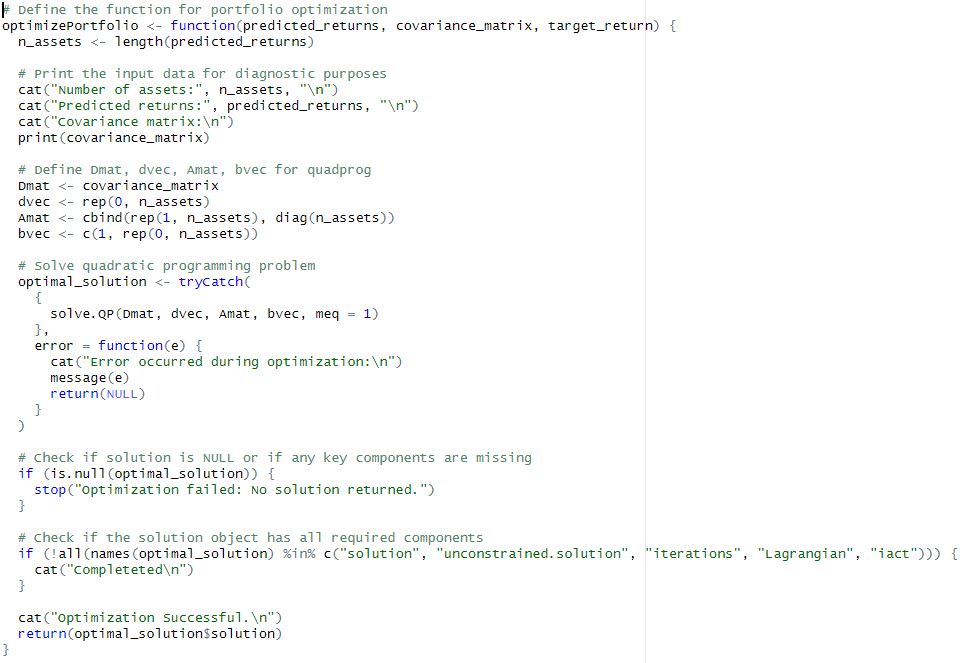 # Define the function for portfolio optimization
optimizePortfolio <- function(predicted_returns, covariance_matrix, target_return) {
  n_assets <- length(predicted_returns)

  # Print the input data for diagnostic purposes
  cat("Number of assets:", n_assets, "\n")
  cat("Predicted returns:", predicted_returns, "\n")
  cat("Covariance matrix:\n")
  print(covariance_matrix)

  # Define Dmat, dvec, Amat, bvec for quadprog
  Dmat <- covariance_matrix
  dvec <- rep(0, n_assets)
  Amat <- cbind(rep(1, n_assets), diag(n_assets))
  bvec <- c(1, rep(0, n_assets))

  # Solve quadratic programming problem
  optimal_solution <- tryCatch(
    {
      solve.QP(Dmat, dvec, Amat, bvec, meq = 1)
    },
    error = function(e) {
      cat("Error occurred during optimization:\n")
      message(e)
      return(NULL)
    }
  )

  # Check if solution is NULL or if any key components are missing
  if (is.null(optimal_solution)) {
    stop("Optimization failed: No solution returned.")
  }

  # Check if the solution object has all required components
  if (!all(names(optimal_solution) %in% c("solution", "unconstrained.solution", "iterations", "Lagrangian", "iact"))) {
    cat("Completeted\n")
  }

  cat("Optimization Successful.\n")
  return(optimal_solution$solution)
}